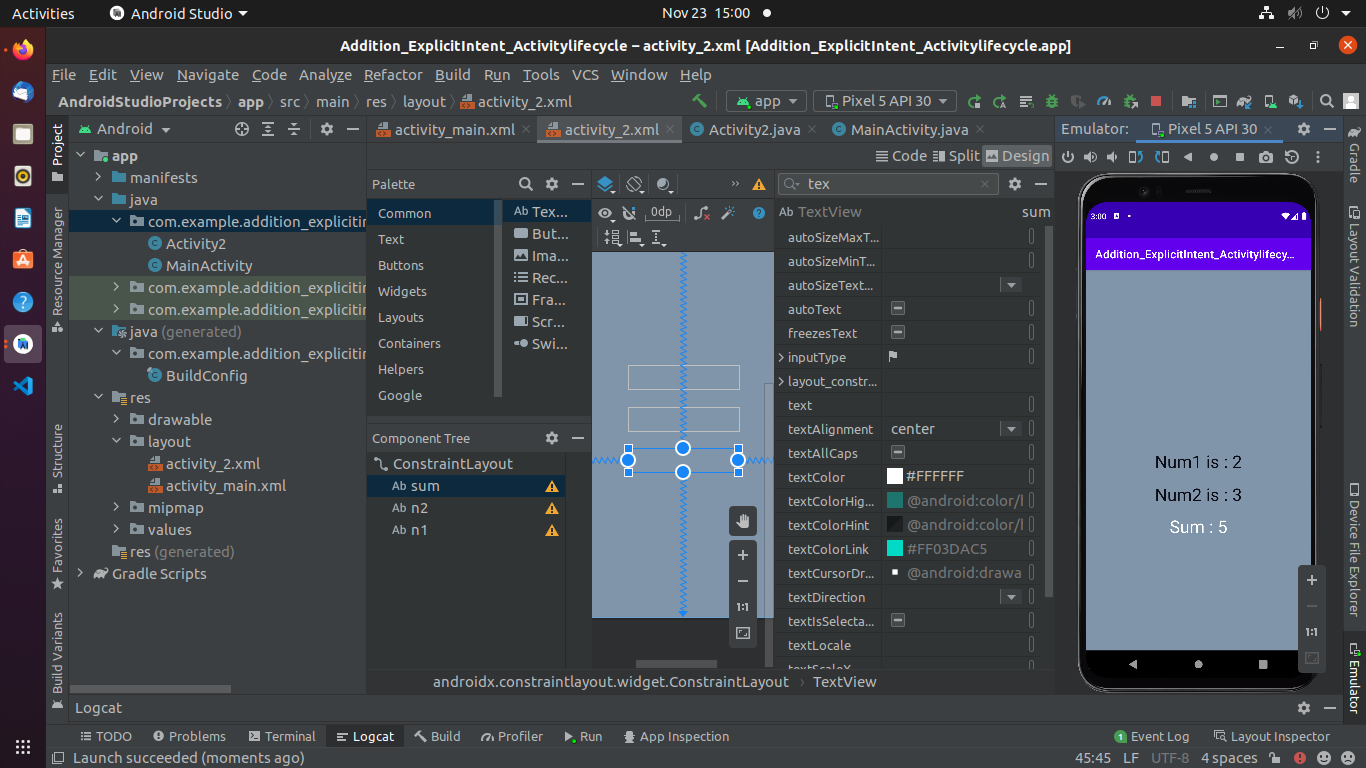 Activities
Android Studio
Nov 23 15:00
Addition_ExplicitIntent_Activitylifecycle – activity_2.xml [Addition_ExplicitIntent_Activitylifecycle.app]
File Edit View Navigate Code Analyze Refactor Build Run Tools VCS Window Help
AndroidStudioProjects app src main res layout activity_2.xml
app Pixel 5 API 30
Project
Resource Manager
Structure
Favorites
Build Variants
Android
app
manifests
java
com.example.addition_explicitin
Activity2
MainActivity
com.example.addition_explicitin
com.example.addition_explicitin
java (generated)
com.example.addition_explicitin
BuildConfig
res
drawable
layout
activity_2.xml
activity_main.xml
mipmap
values
res (generated)
Gradle Scripts
activity_main.xml activity_2.xml Activity2.java MainActivity.java
Code Split Design
Palette
Common
Text
Buttons
Widgets
Layouts
Containers
Helpers
Google
Ab Tex...
But...
Ima...
Rec...
Fra...
Scr...
Swi...
Component Tree
ConstraintLayout
Ab sum
Ab n2
Ab n1
0dp
1:1
tex
Ab TextView sum
autoSizeMaxT...
autoSizeMinT...
autoSizeText...
autoText
freezesText
inputType
layout_constr...
text
textAlignment center
textAllCaps
textColor #FFFFFF
textColorHig... @android:color/l
textColorHint @android:color/l
textColorLink #FF03DAC5
textCursorDr... @android:drawa
textDirection
textIsSelecta...
textLocale
textScaleX
androidx.constraintlayout.widget.ConstraintLayout TextView
Emulator: Pixel 5 API 30
3:00
Addition_ExplicitIntent_Activitylifecy...
Num1 is : 2
Num2 is : 3
Sum : 5
1:1
Gradle
Layout Validation
Device File Explorer
Emulator
Logcat
TODO Problems Terminal Logcat Build Profiler Run App Inspection 1 Event Log Layout Inspector
Launch succeeded (moments ago) 45:45 LF UTF-8 4 spaces